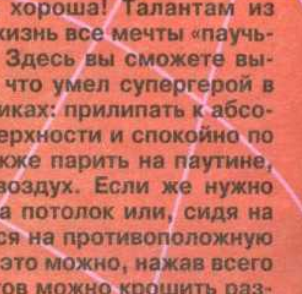 хороша! Талантам из
жизнь все мечты «паучь-
Здесь вы сможете вы-
что умел супергерой в
иках: прилипать к абсо-
ерхности и спокойно по
кже парить на паутине,
воздух. Если же нужно
а потолок или, сидя на
ся на противоположную
это можно, нажав всего
тов можно крошить раз-